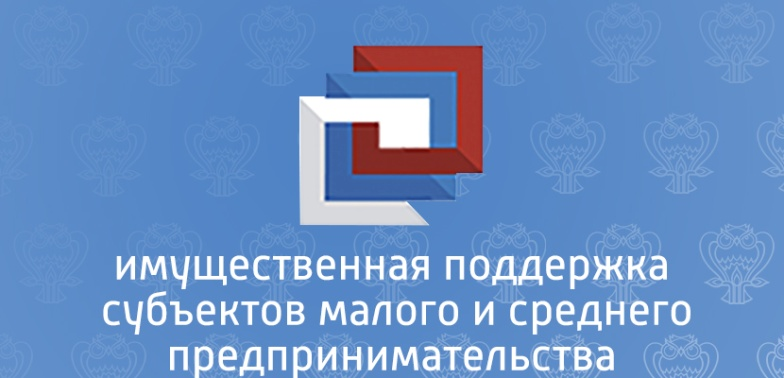 имущественная поддержка
субъектов малого и среднего
предпринимательства